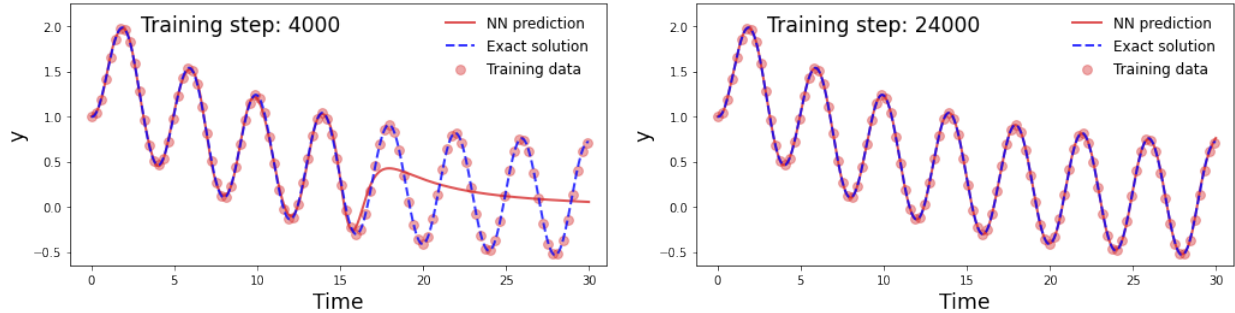 Training step: 4000
NN prediction
Exact solution
Training data
y
2.0
1.5
1.0
0.5
0.0
−0.5
0 5 10 15 20 25 30
Time
Training step: 24000
NN prediction
Exact solution
Training data
y
2.0
1.5
1.0
0.5
0.0
−0.5
0 5 10 15 20 25 30
Time